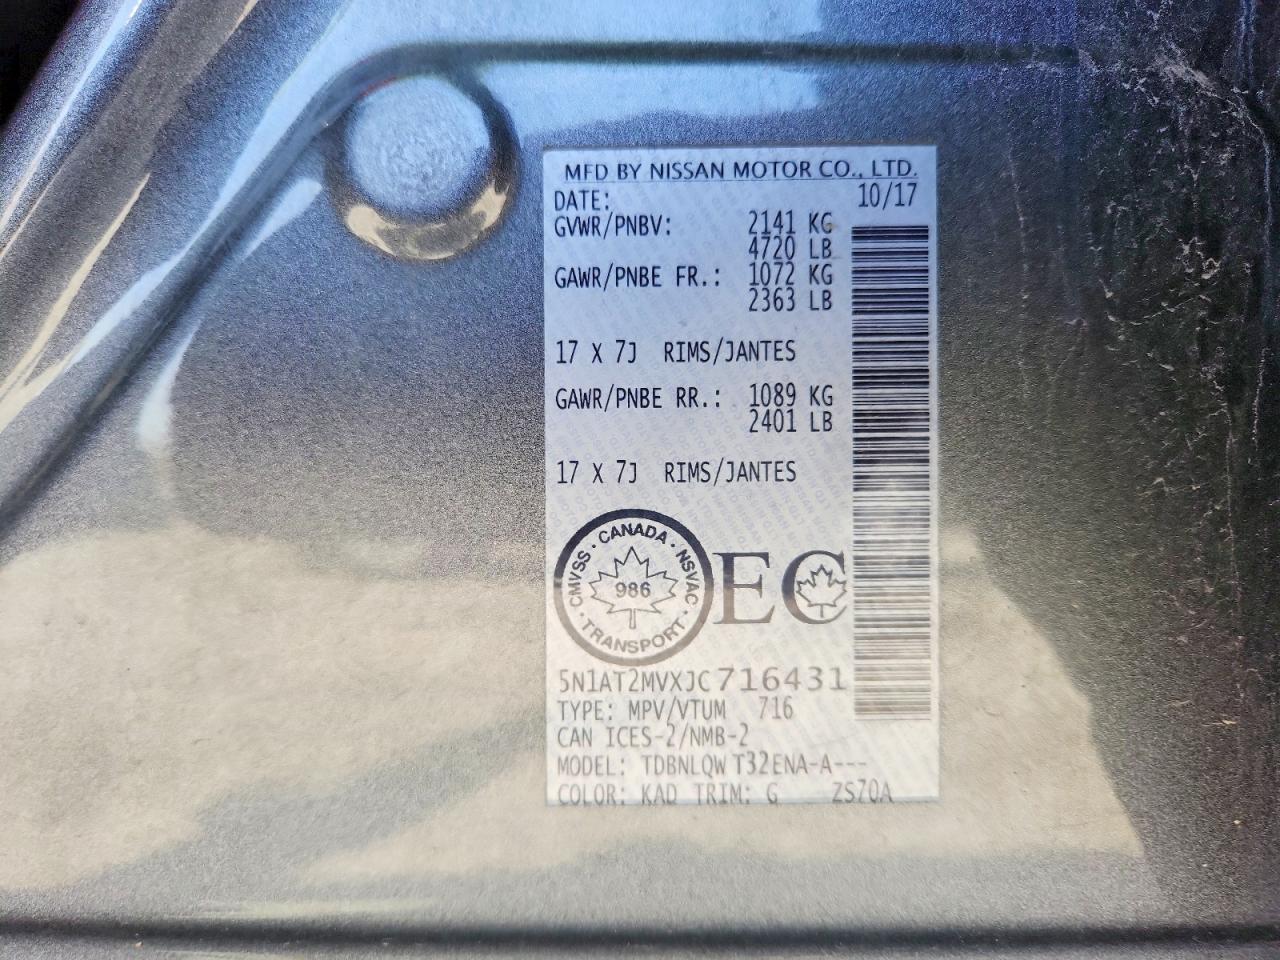 MFD BY NISSAN MOTOR CO., LTD.
DATE: 10/17
GVWR/PNBV: 2141 KG
4720 LB
GAWR/PNBE FR.: 1072 KG
2363 LB
17 X 7J RIMS/JANTES
GAWR/PNBE RR.: 1089 KG
2401 LB
17 X 7J RIMS/JANTES
CMVSS · CANADA · NSVAC
986
· TRANSPORT ·
EC
5N1AT2MVXJC716431
TYPE: MPV/VTUM 716
CAN ICES-2/NMB-2
MODEL: TDBNLQW T32ENA-A---
COLOR: KAD TRIM: G ZS70A